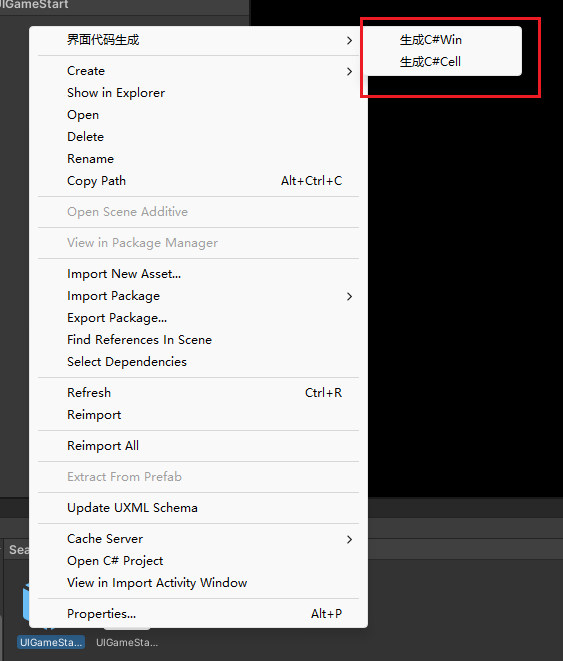 UIGameStart
界面代码生成
生成C#Win
生成C#Cell
Create
Show in Explorer
Open
Delete
Rename
Copy Path Alt+Ctrl+C
Open Scene Additive
View in Package Manager
Import New Asset...
Import Package
Export Package...
Find References In Scene
Select Dependencies
Refresh Ctrl+R
Reimport
Reimport All
Extract From Prefab
Update UXML Schema
Cache Server
Open C# Project
View in Import Activity Window
Properties... Alt+P
Sea
UIGameSta... UIGameSta...